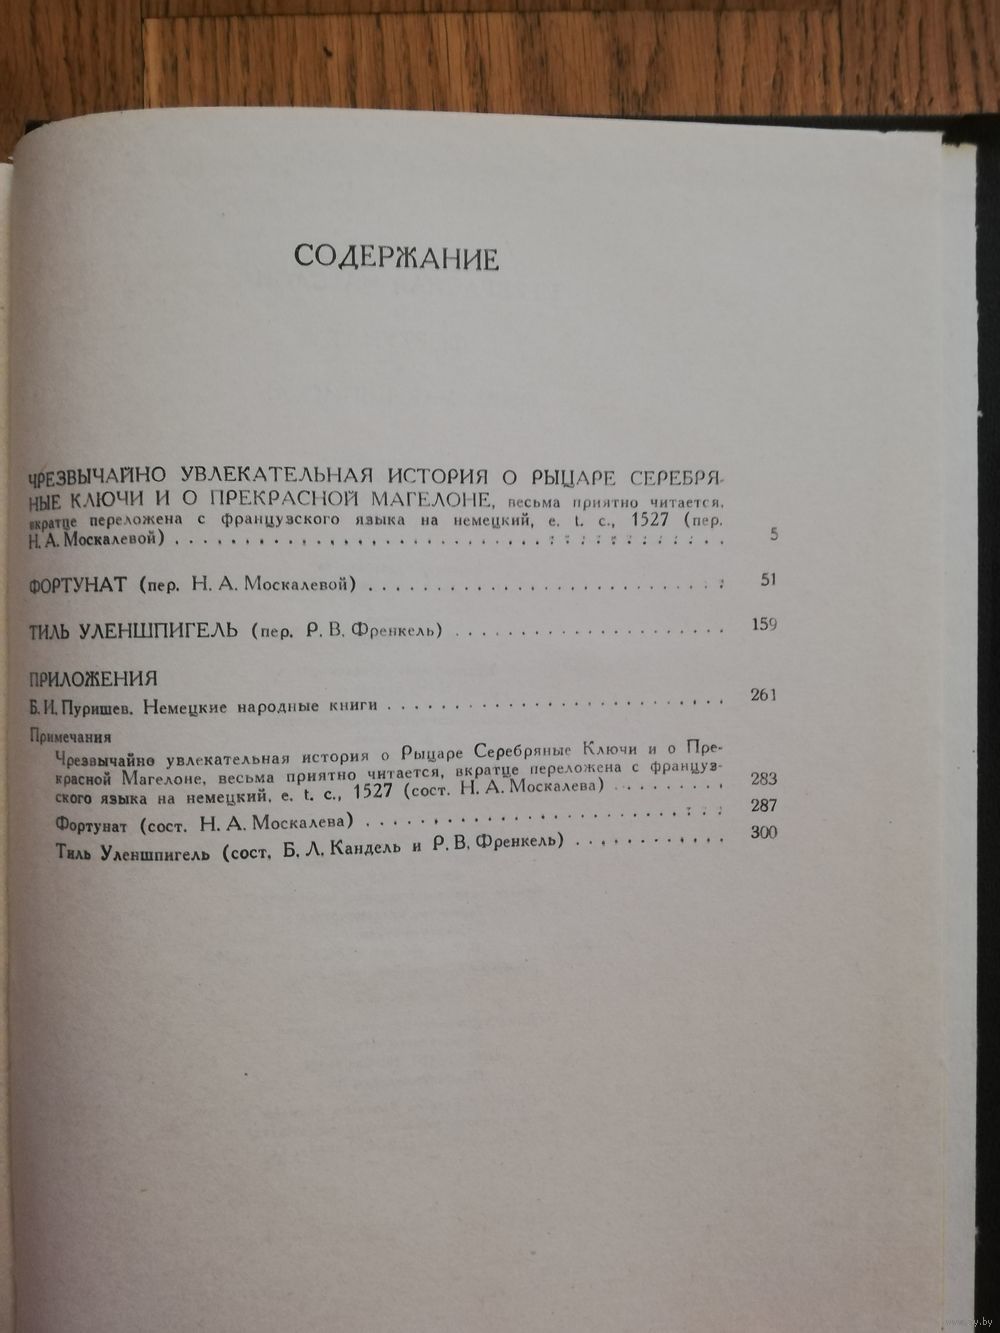 СОДЕРЖАНИЕ
ЧРЕЗВЫЧАЙНО УВЛЕКАТЕЛЬНАЯ ИСТОРИЯ О РЫЦАРЕ СЕРЕБРЯ-
НЫЕ КЛЮЧИ И О ПРЕКРАСНОЙ МАГЕЛОНЕ, весьма приятно читается,
вкратце переложена с французского языка на немецкий, e. t. c., 1527 (пер.
Н. А. Москалевой) . . . . . . . . . . . . . . . . . . . . 5
ФОРТУНАТ (пер. Н. А. Москалевой) . . . . . . . . . . . . . . . . . . . . 51
ТИЛЬ УЛЕНШПИГЕЛЬ (пер. Р. В. Френкель) . . . . . . . . . . . . . . . . . . . . 159
ПРИЛОЖЕНИЯ
Б. И. Пуришев. Немецкие народные книги . . . . . . . . . . . . . . . . . . . . 261
Примечания
Чрезвычайно увлекательная история о Рыцаре Серебряные Ключи и о Пре-
красной Магелоне, весьма приятно читается, вкратце переложена с францу́з-
ского языка на немецкий, e. t. c., 1527 (сост. Н. А. Москалева) . . . . . . . . . 283
Фортунат (сост. Н. А. Москалева) . . . . . . . . . . . . . . . . . . . . 287
Тиль Уленшпигель (сост. Б. Л. Кандель и Р. В. Френкель) . . . . . . . . . . . . 300